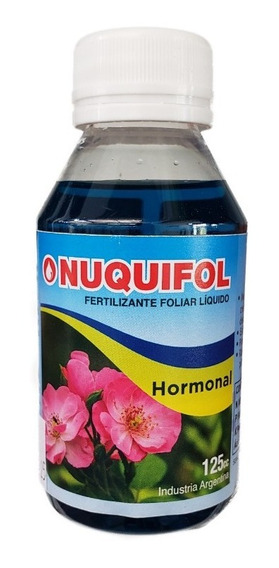 NUQUIFOL
FERTILIZANTE FOLIAR LÍQUIDO
Hormonal
125cc
Industria Argentina